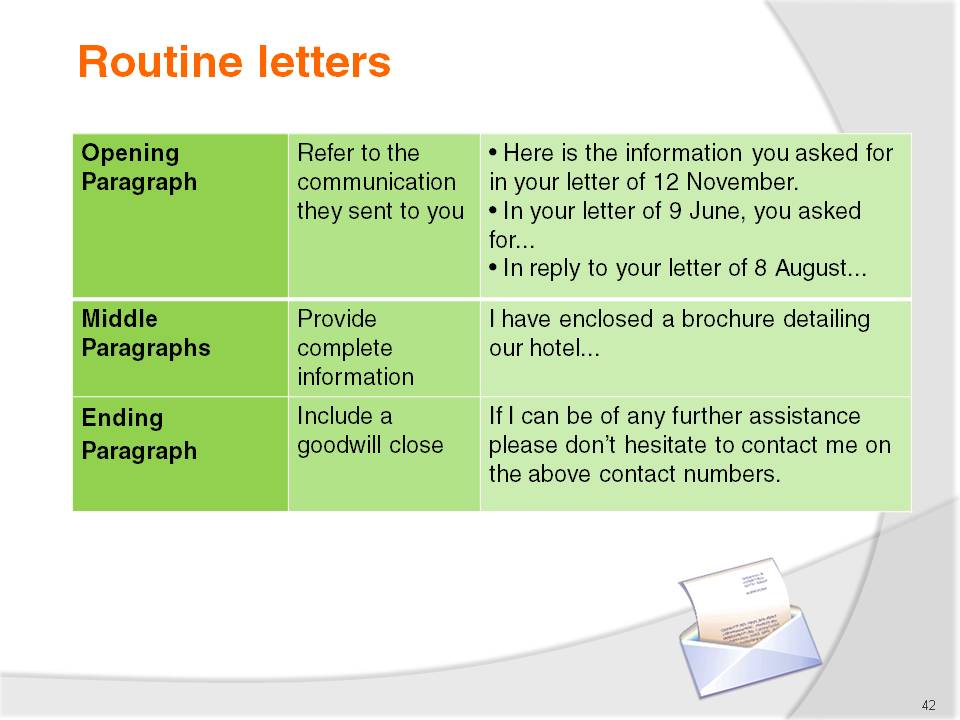 Routine letters
Opening
Paragraph
Refer to the
communication
they sent to you
• Here is the information you asked for
in your letter of 12 November.
• In your letter of 9 June, you asked
for...
• In reply to your letter of 8 August...
Middle
Paragraphs
Provide
complete
information
I have enclosed a brochure detailing
our hotel...
Ending
Paragraph
Include a
goodwill close
If I can be of any further assistance
please don’t hesitate to contact me on
the above contact numbers.
42